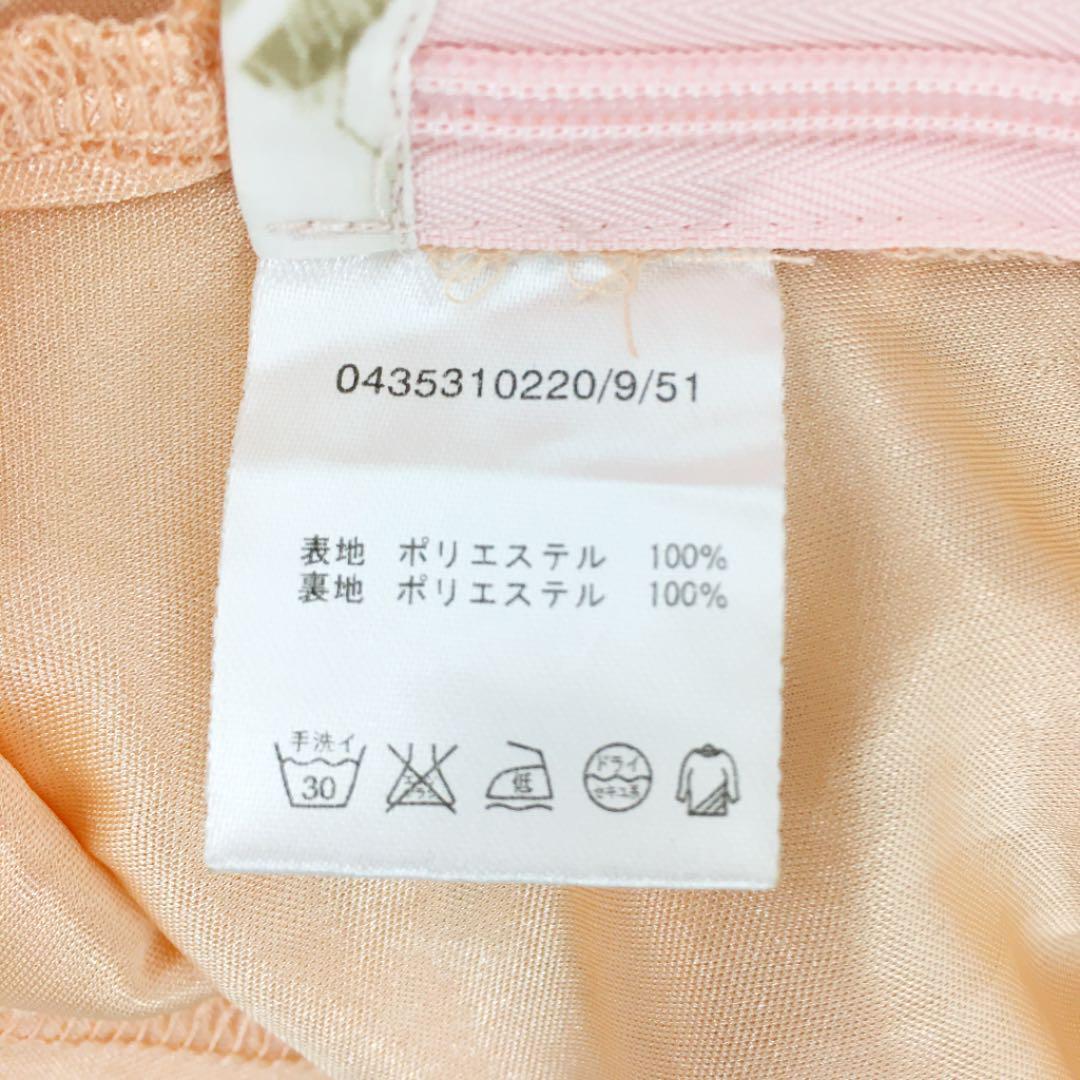 0435310220/9/51
表地 ポリエステル 100%
裏地 ポリエステル 100%
手洗イ
30
低
ドライ
セキユ系